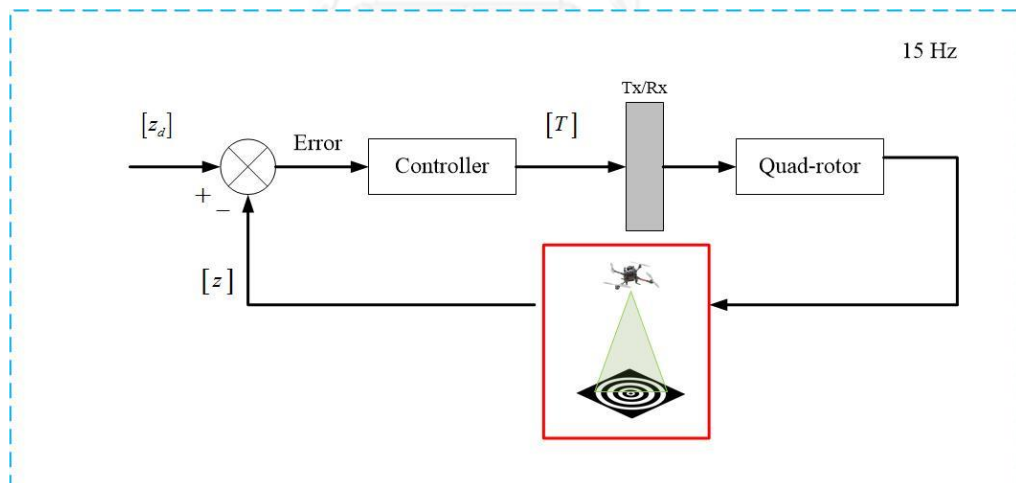 15 Hz
Tx/Rx
[z_d]
Error
[T]
Controller
Quad-rotor
+
−
[z]